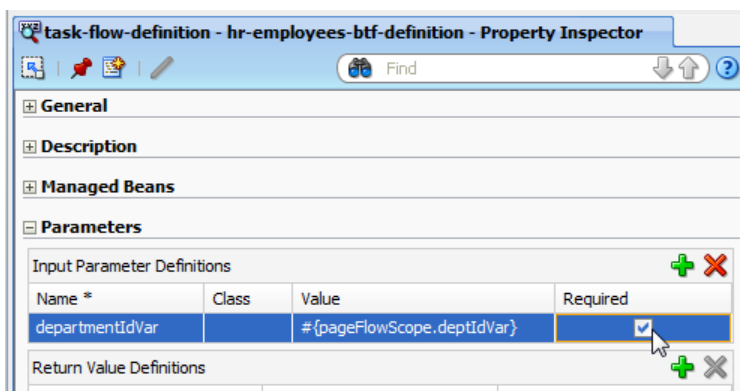 task-flow-definition - hr-employees-btf-definition - Property Inspector
Find
General
Description
Managed Beans
Parameters
Input Parameter Definitions
Name * Class Value Required
departmentIdVar #{pageFlowScope.deptIdVar}
Return Value Definitions